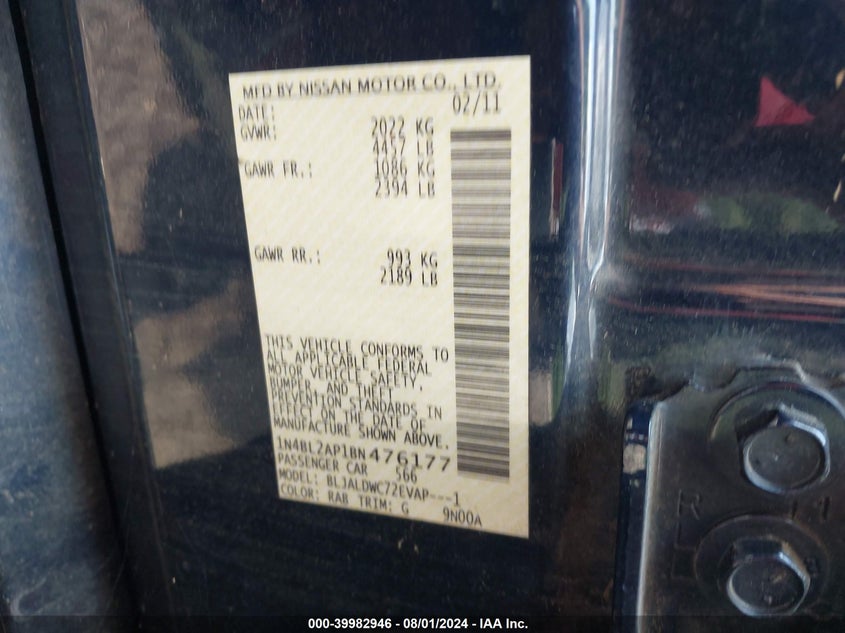 MFD BY NISSAN MOTOR CO., LTD.
DATE: 02/11
GVWR: 2022 KG
4457 LB
GAWR FR.: 1086 KG
2394 LB
GAWR RR.: 993 KG
2189 LB
THIS VEHICLE CONFORMS TO
ALL APPLICABLE FEDERAL
MOTOR VEHICLE SAFETY,
BUMPER, AND THEFT
PREVENTION STANDARDS IN
EFFECT ON THE DATE OF
MANUFACTURE SHOWN ABOVE.
1N4BL2AP1BN476177
PASSENGER CAR S66
MODEL: BLJALDWC72EVAP---1
COLOR: RAB TRIM: G 9N00A
R
L
000-39982946 - 08/01/2024 - IAA Inc.